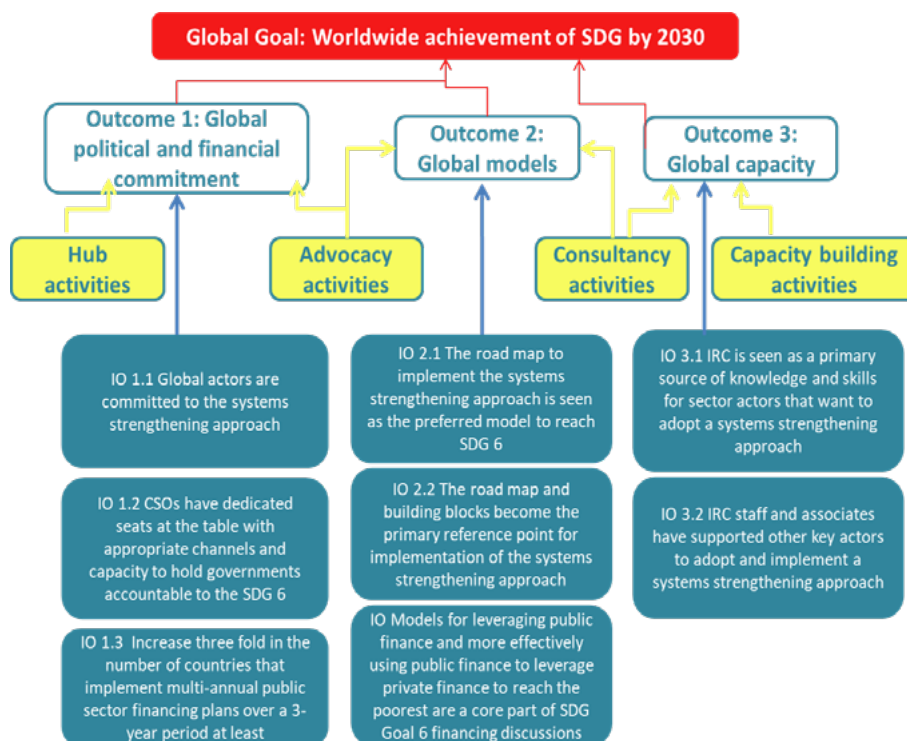 Global Goal: Worldwide achievement of SDG by 2030
Outcome 1: Global
political and financial
commitment
Outcome 2:
Global models
Outcome 3:
Global capacity
Hub
activities
Advocacy
activities
Consultancy
activities
Capacity building
activities
IO 1.1 Global actors are
committed to the systems
strengthening approach
IO 2.1 The road map to
implement the systems
strengthening approach is seen
as the preferred model to reach
SDG 6
IO 3.1 IRC is seen as a primary
source of knowledge and skills
for sector actors that want to
adopt a systems strengthening
approach
IO 1.2 CSOs have dedicated
seats at the table with
appropriate channels and
capacity to hold governments
accountable to the SDG 6
IO 2.2 The road map and
building blocks become the
primary reference point for
implementation of the systems
strengthening approach
IO 3.2 IRC staff and associates
have supported other key actors
to adopt and implement a
systems strengthening approach
IO 1.3 Increase three fold in the
number of countries that
implement multi-annual public
sector financing plans over a 3-
year period at least
IO Models for leveraging public
finance and more effectively
using public finance to leverage
private finance to reach the
poorest are a core part of SDG
Goal 6 financing discussions